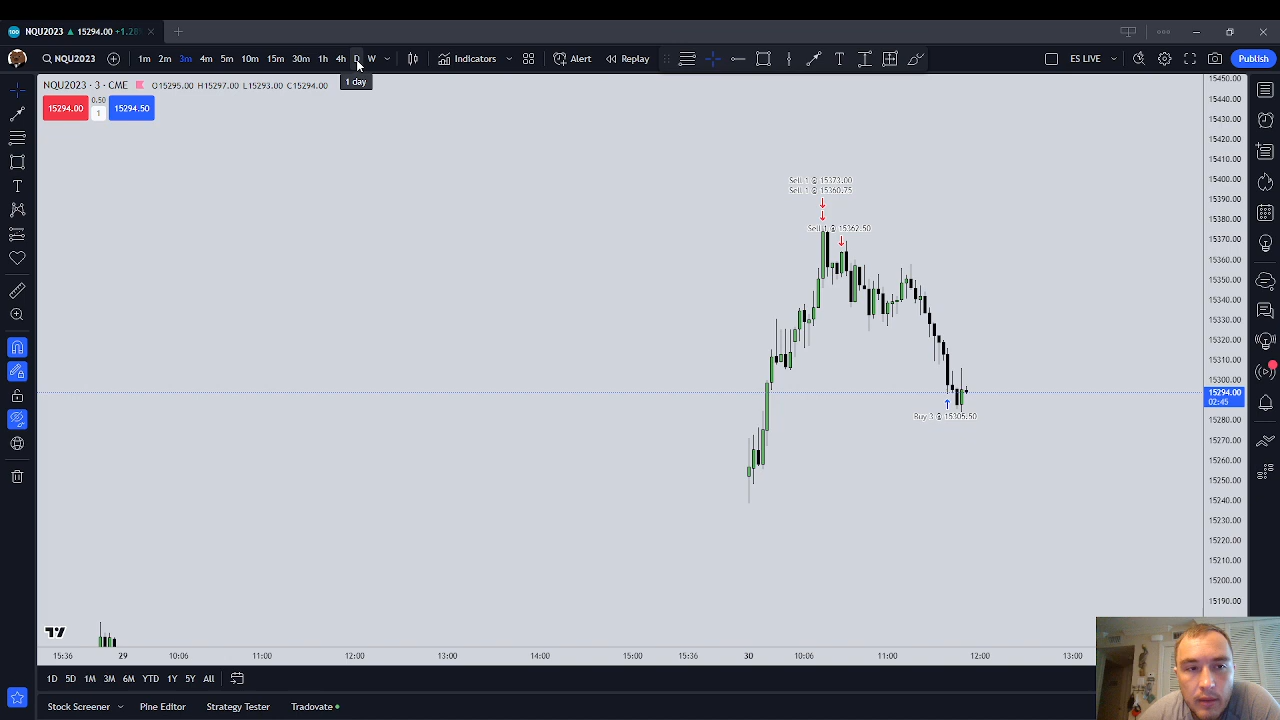 NQU2023 ▲ 15294.00 +1.28%
NQU2023
1m 2m 3m 4m 5m 10m 15m 30m 1h 4h D W
Indicators
Alert
Replay
ES LIVE
Publish
NQU2023 · 3 · CME O15295.00 H15297.00 L15293.00 C15294.00
1 day
15294.00
0.50
1
15294.50
Sell 1 @ 15373.00
Sell 1 @ 15360.75
Sell 1 @ 15362.50
Buy 3 @ 15305.50
15450.00
15440.00
15430.00
15420.00
15410.00
15400.00
15390.00
15380.00
15370.00
15360.00
15350.00
15340.00
15330.00
15320.00
15310.00
15300.00
15294.00
02:45
15280.00
15270.00
15260.00
15250.00
15240.00
15230.00
15220.00
15210.00
15200.00
15190.00
15:36 29 10:06 11:00 12:00 13:00 14:00 15:00 15:36 30 10:06 11:00 12:00 13:00
1D 5D 1M 3M 6M YTD 1Y 5Y All
Stock Screener Pine Editor Strategy Tester Tradovate